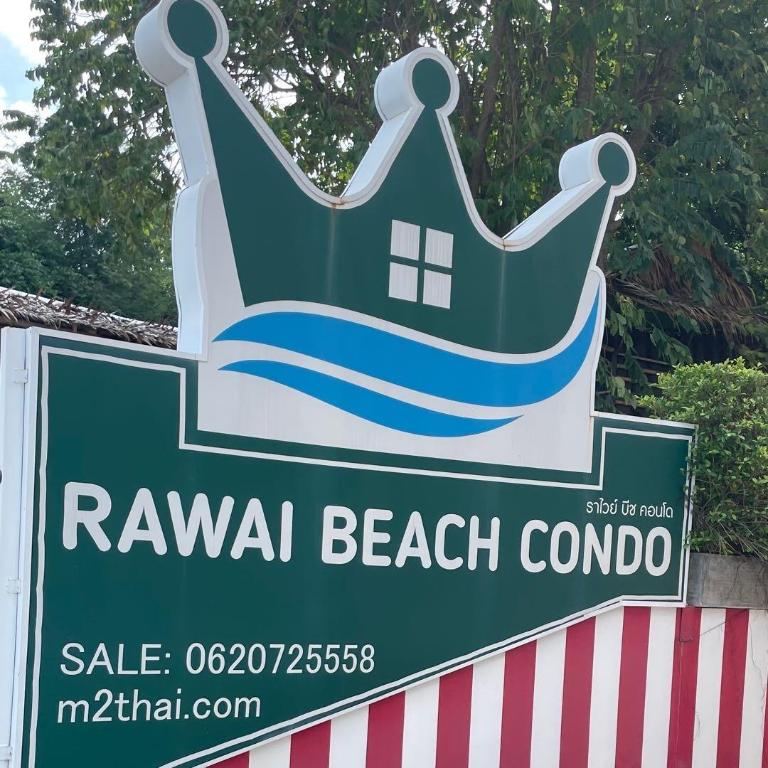 ราไวย์ บีช คอนโด
RAWAI BEACH CONDO
SALE: 0620725558
m2thai.com